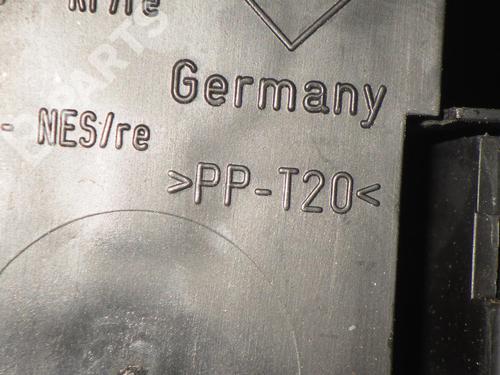 Germany
- NES/re
>PP-T20<